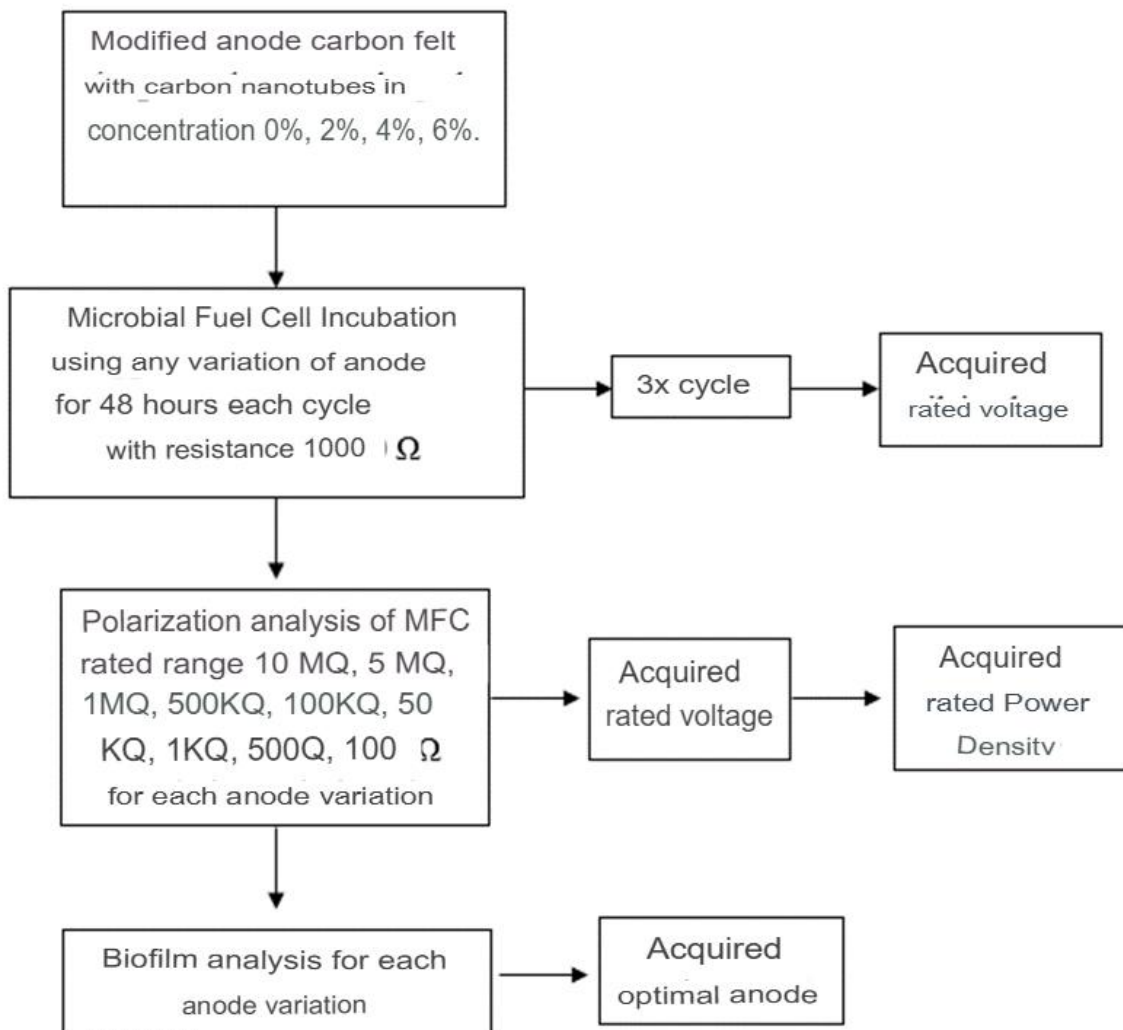 Modified anode carbon felt
with carbon nanotubes in
concentration 0%, 2%, 4%, 6%.
Microbial Fuel Cell Incubation
using any variation of anode
for 48 hours each cycle
with resistance 1000 Ω
3x cycle
Acquired
rated voltage
Polarization analysis of MFC
rated range 10 MQ, 5 MQ,
1MQ, 500KQ, 100KQ, 50
KQ, 1KQ, 500Q, 100 Ω
for each anode variation
Acquired
rated voltage
Acquired
rated Power
Density
Biofilm analysis for each
anode variation
Acquired
optimal anode